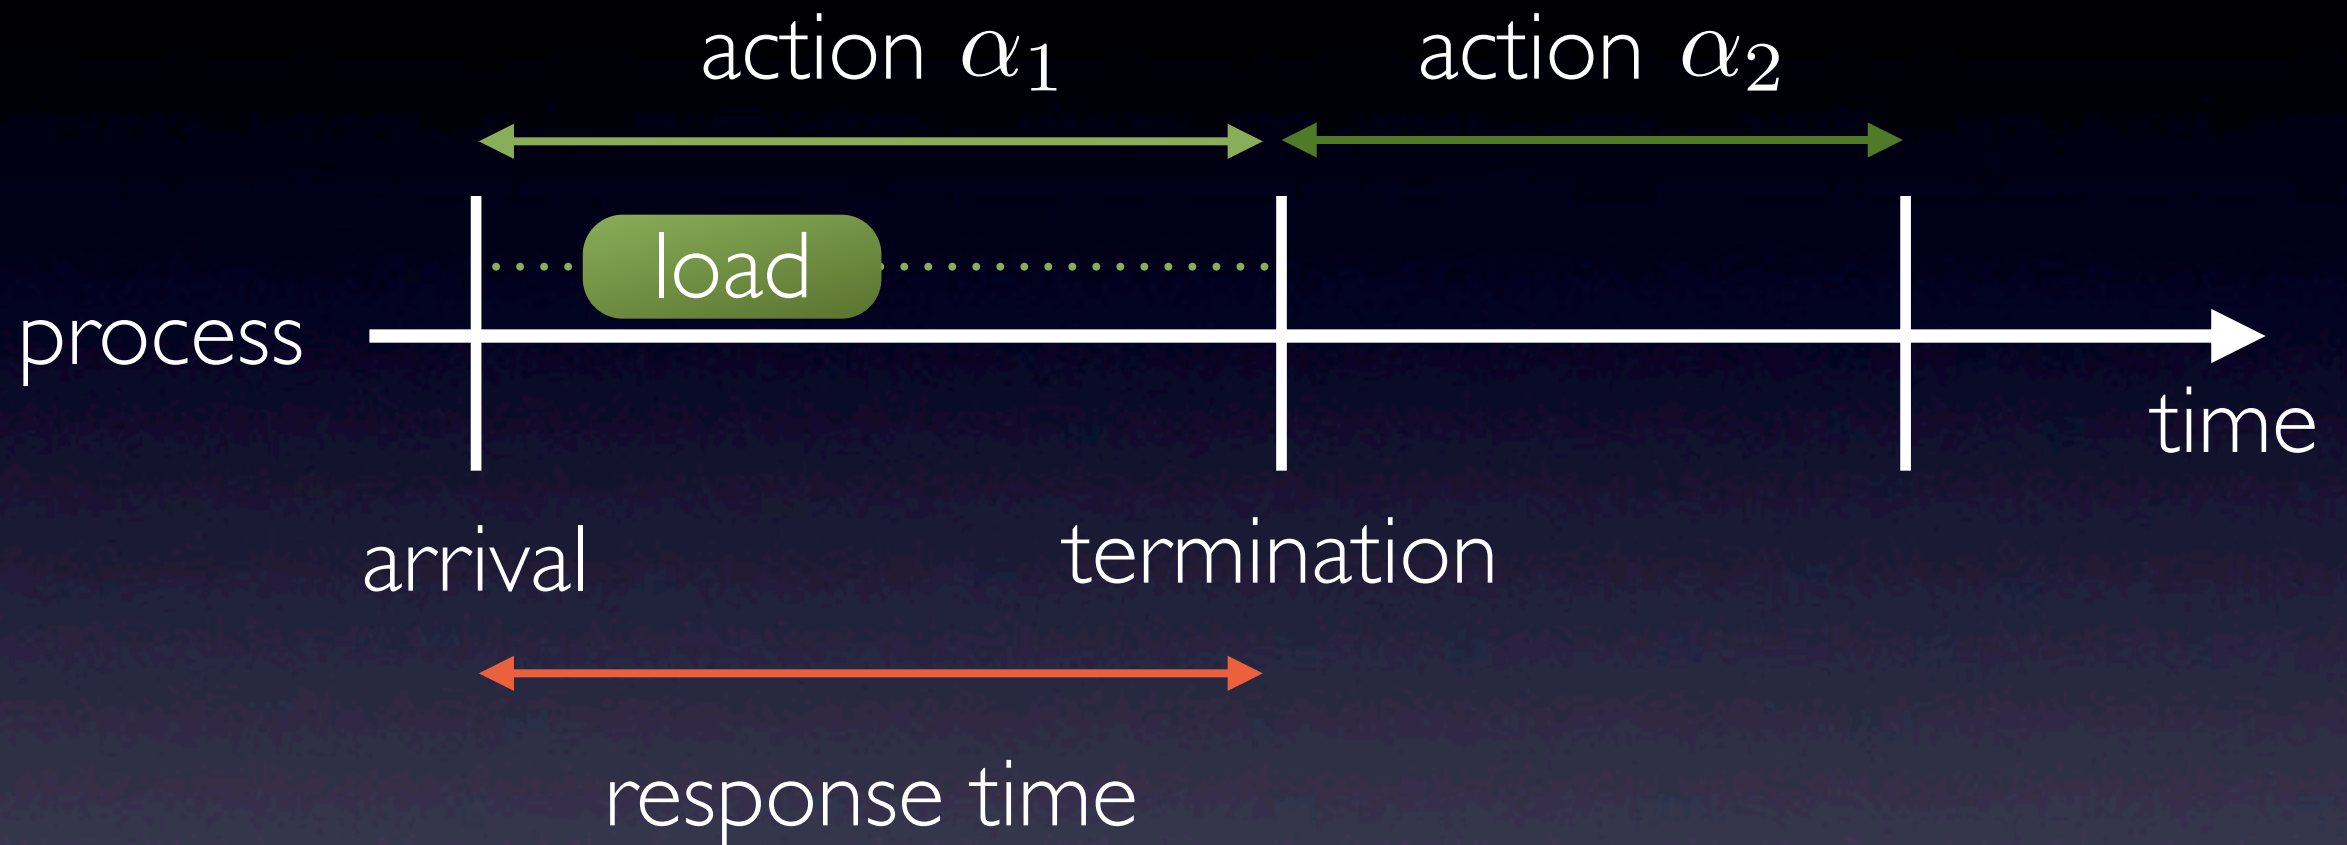 action α₁
action α₂
load
process
time
arrival
termination
response time